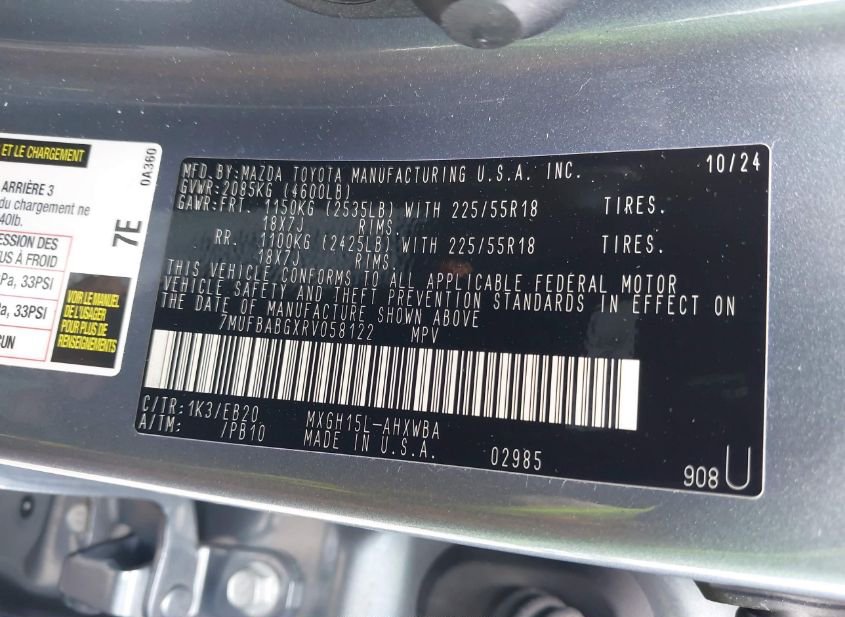 ET LE CHARGEMENT
ARRIÈRE 3
du chargement ne
40lb.
ESSION DES
US À FROID
Pa, 33PSI
a, 33PSI
CUN
VOIR LE MANUEL
DE L'USAGER
POUR PLUS DE
RENSEIGNEMENTS
7E
0A360
MFD.BY:MAZDA TOYOTA MANUFACTURING U.S.A. INC. 10/24
GVWR:2085KG (4600LB)
GAWR:FRT. 1150KG (2535LB) WITH 225/55R18 TIRES.
18X7J RIMS.
RR. 1100KG (2425LB) WITH 225/55R18 TIRES.
18X7J RIMS.
THIS VEHICLE CONFORMS TO ALL APPLICABLE FEDERAL MOTOR
VEHICLE SAFETY AND THEFT PREVENTION STANDARDS IN EFFECT ON
THE DATE OF MANUFACTURE SHOWN ABOVE
7MUFBABGXRV058122 MPV
C/TR:1K3/EB20 MXGH15L-AHXWBA
A/TM: /PB10 MADE IN U.S.A. 02985
908 U